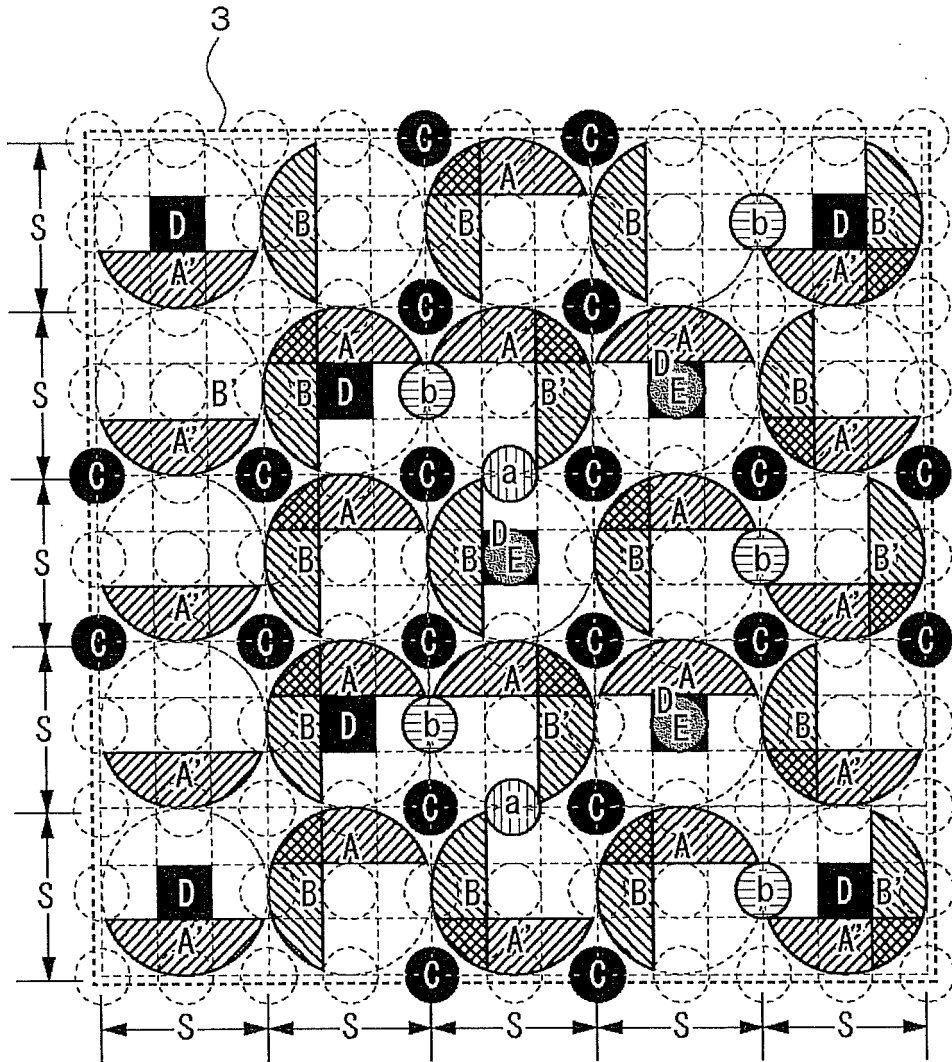 3
C C
S D A' B A B b D B' A'
C C
S B' A' B A D b A B' A D E B A'
C C C a C C
S A' B A B D E B A b B' A'
C C C C C C
S A' B A D b A B' A D E B A'
C a C
S D A' B A B A' B A b D B' A'
C C
S S S S S